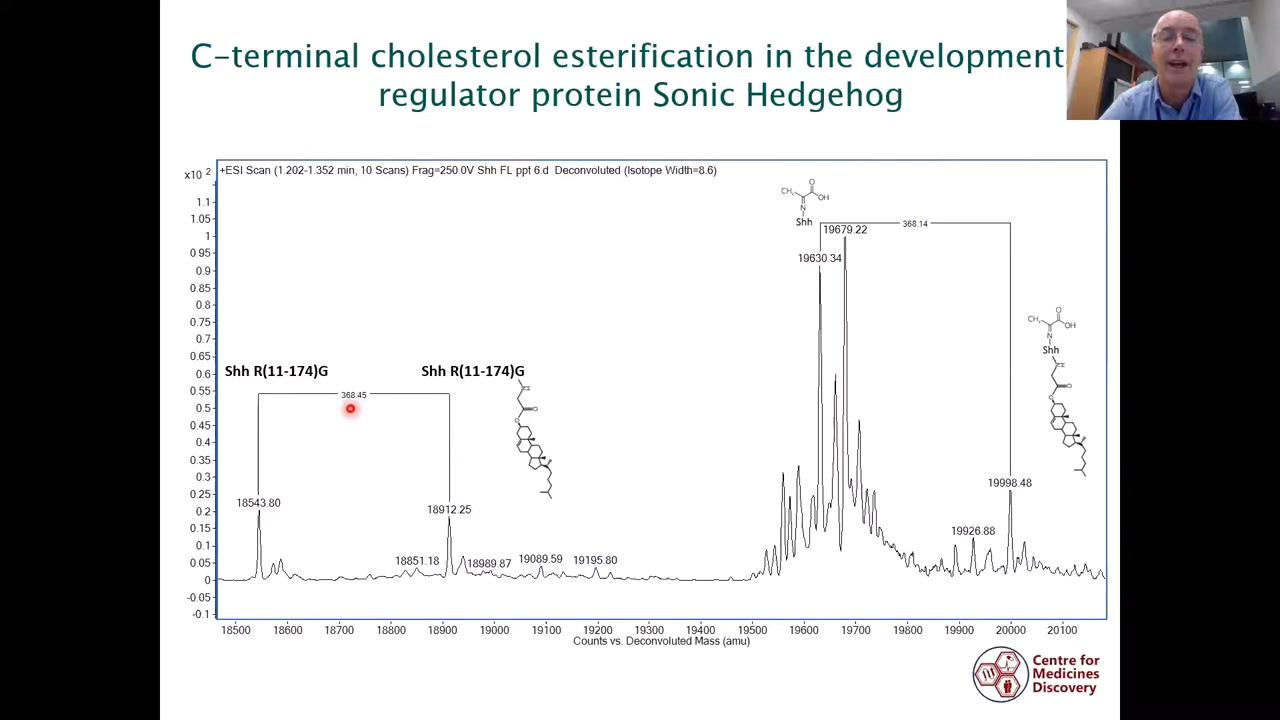 C-terminal cholesterol esterification in the development
regulator protein Sonic Hedgehog
x10 2
+ESI Scan (1.202-1.352 min, 10 Scans) Frag=250.0V Shh FL ppt 6.d Deconvoluted (Isotope Width=8.6)
1.1
1.05
1
0.95
0.9
0.85
0.8
0.75
0.7
0.65
0.6
0.55
0.5
0.45
0.4
0.35
0.3
0.25
0.2
0.15
0.1
0.05
0
-0.05
-0.1
Shh R(11-174)G
Shh R(11-174)G
368.45
18543.80
18912.25
18851.18
18989.87
19089.59
19195.80
O
CH3
OH
N
Shh
19679.22
368.14
19630.34
O
CH3
OH
N
Shh
O
O
O
O
19998.48
19926.88
18500 18600 18700 18800 18900 19000 19100 19200 19300 19400 19500 19600 19700 19800 19900 20000 20100
Counts vs. Deconvoluted Mass (amu)
Centre for
Medicines
Discovery